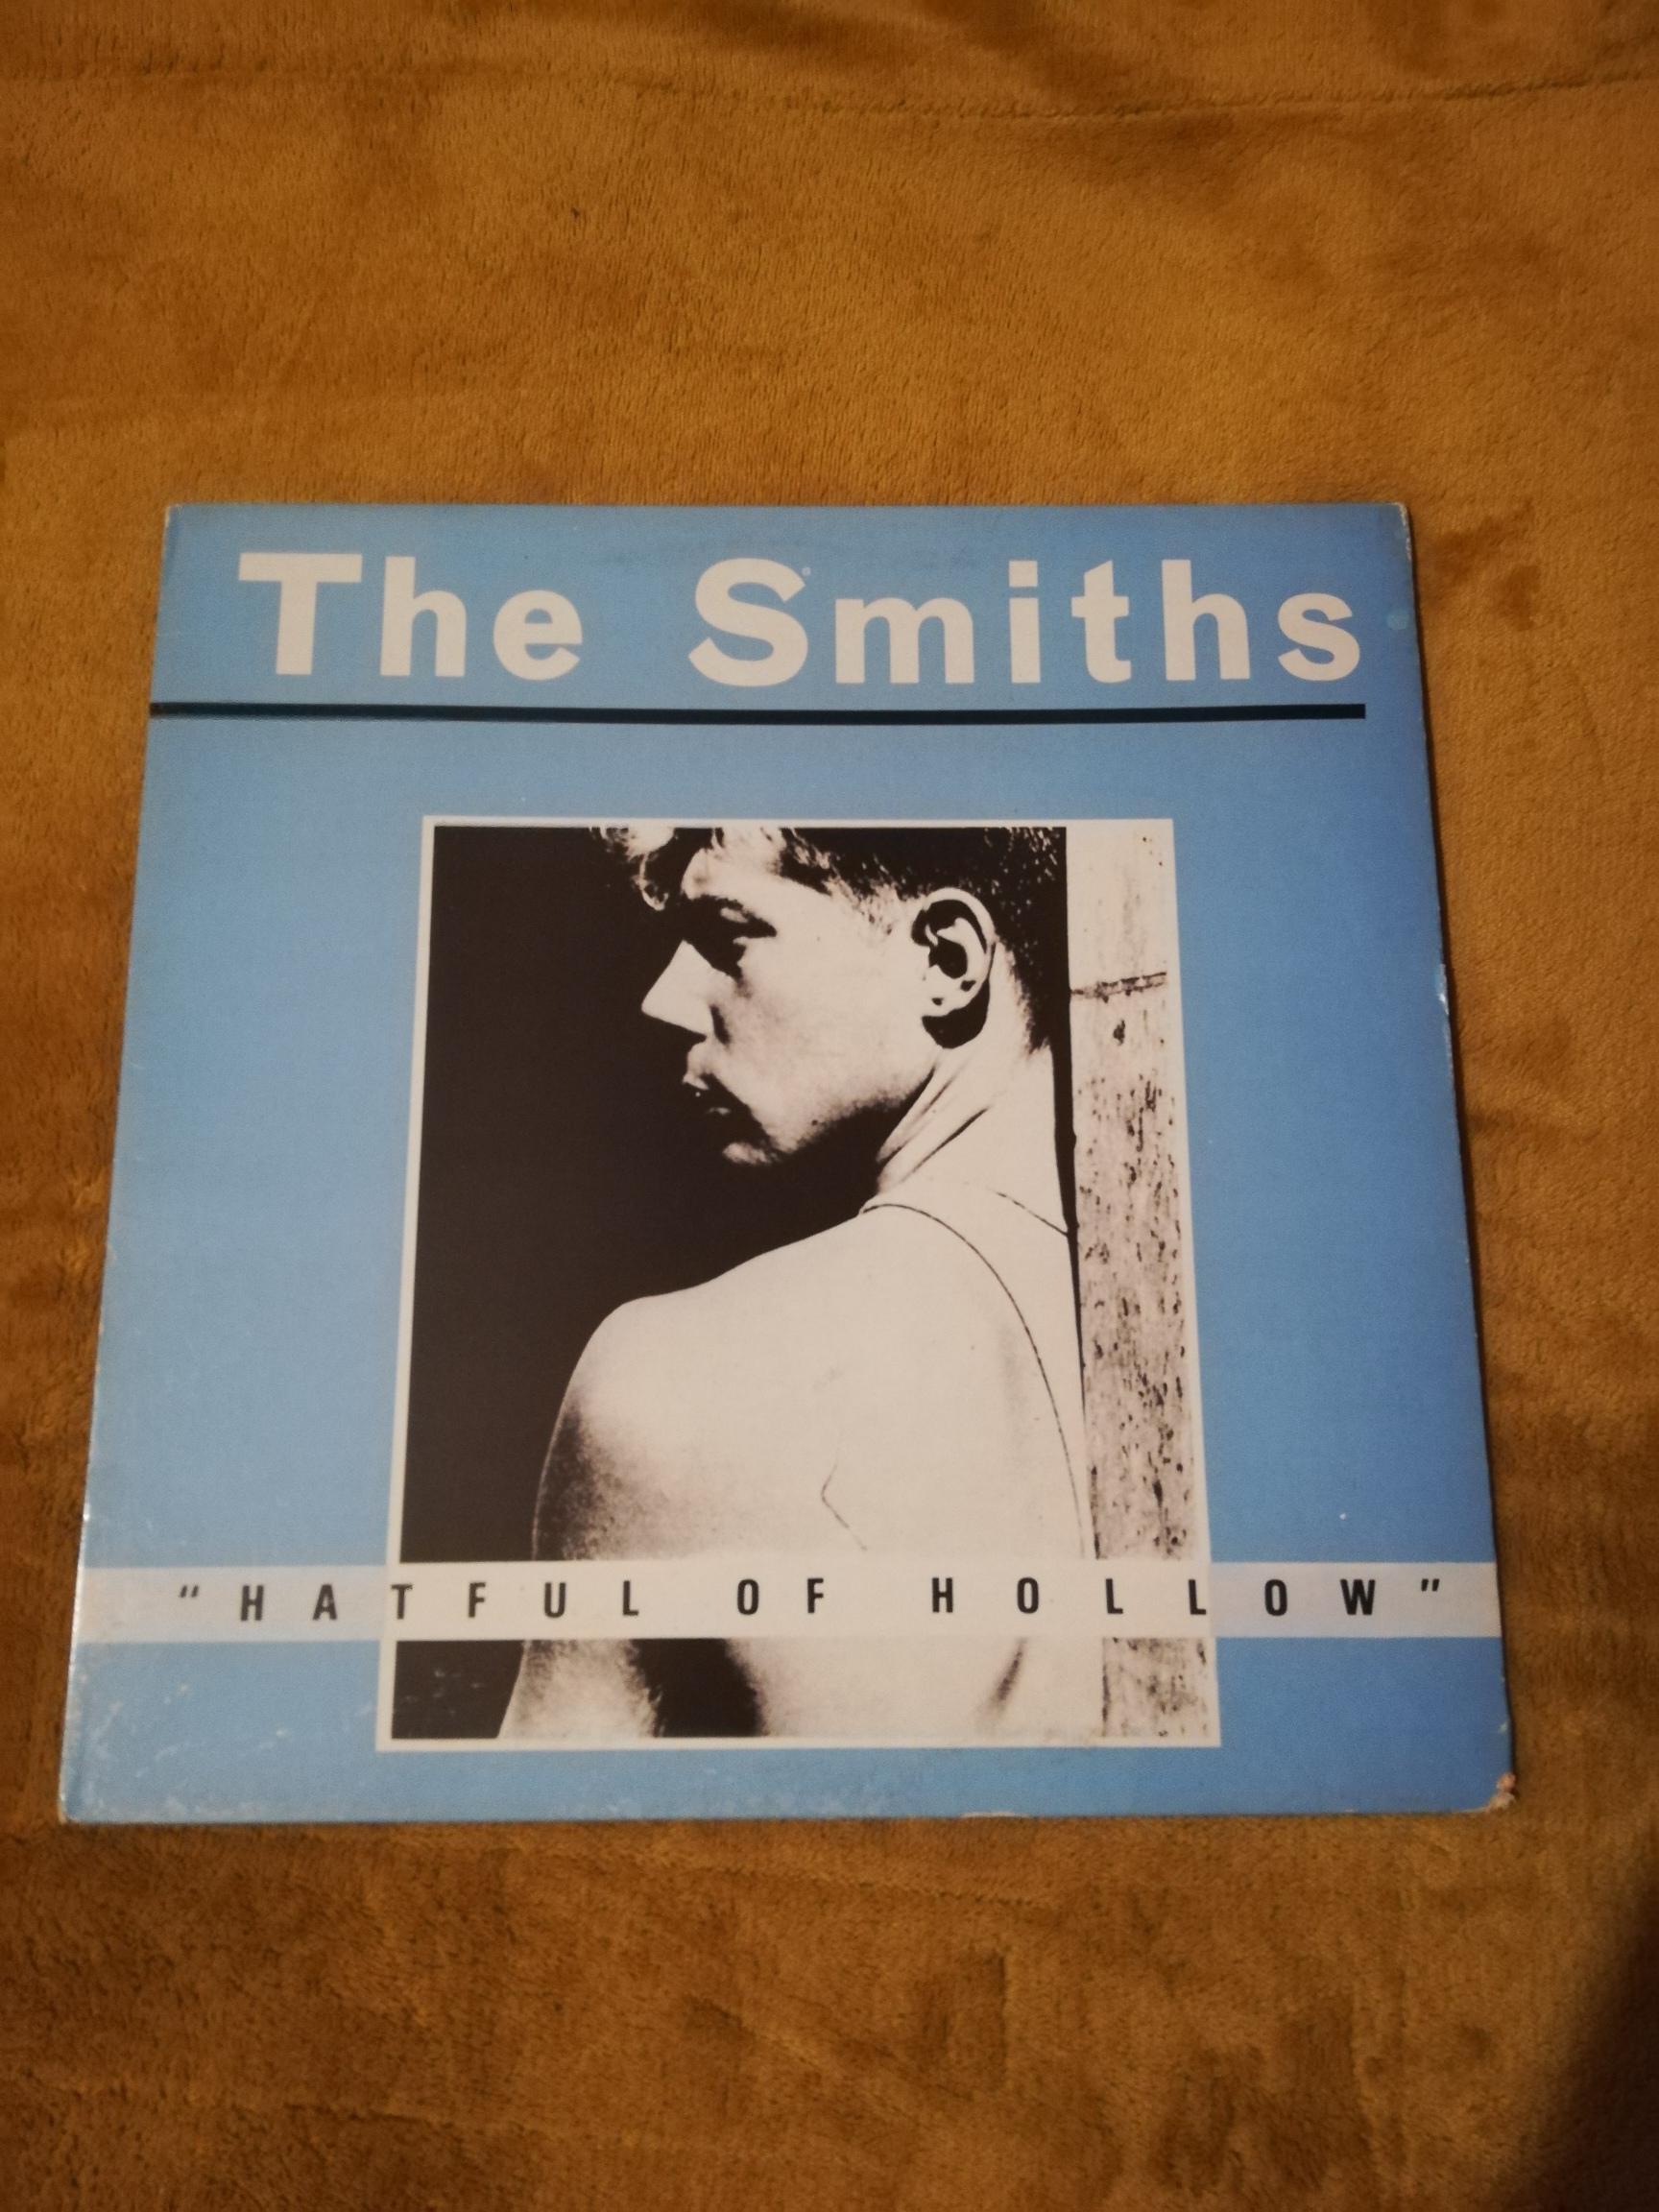 The Smiths
"HATFUL OF HOLLOW"